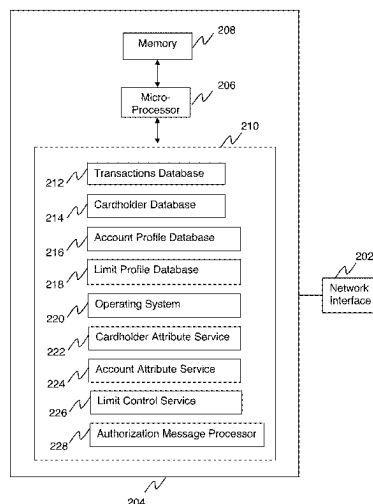 Memory
208
Micro-
Processor
206
210
212
Transactions Database
214
Cardholder Database
216
Account Profile Database
218
Limit Profile Database
220
Operating System
222
Cardholder Attribute Service
224
Account Attribute Service
226
Limit Control Service
228
Authorization Message Processor
202
Network
Interface
204